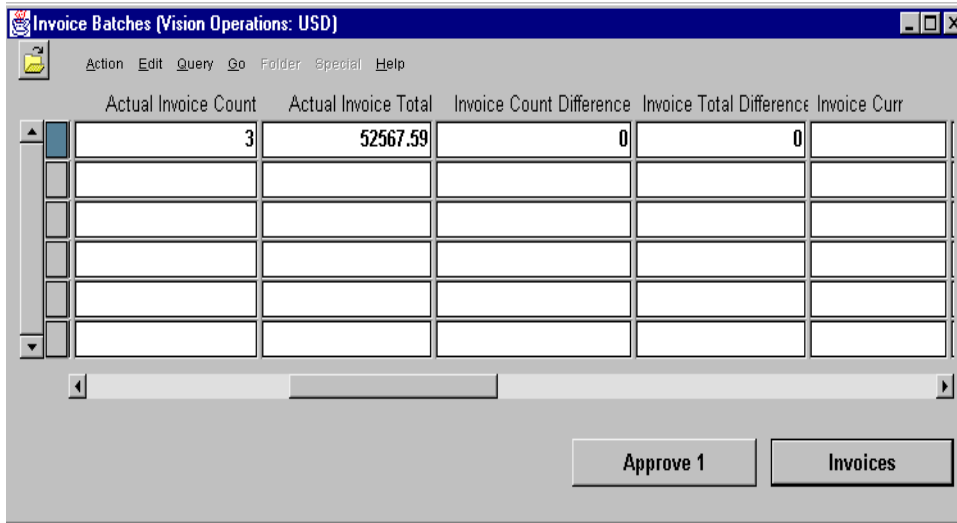 Invoice Batches (Vision Operations: USD)
Action Edit Query Go Folder Special Help
Actual Invoice Count Actual Invoice Total Invoice Count Difference Invoice Total Difference Invoice Curr
3 52567.59 0 0
Approve 1 Invoices